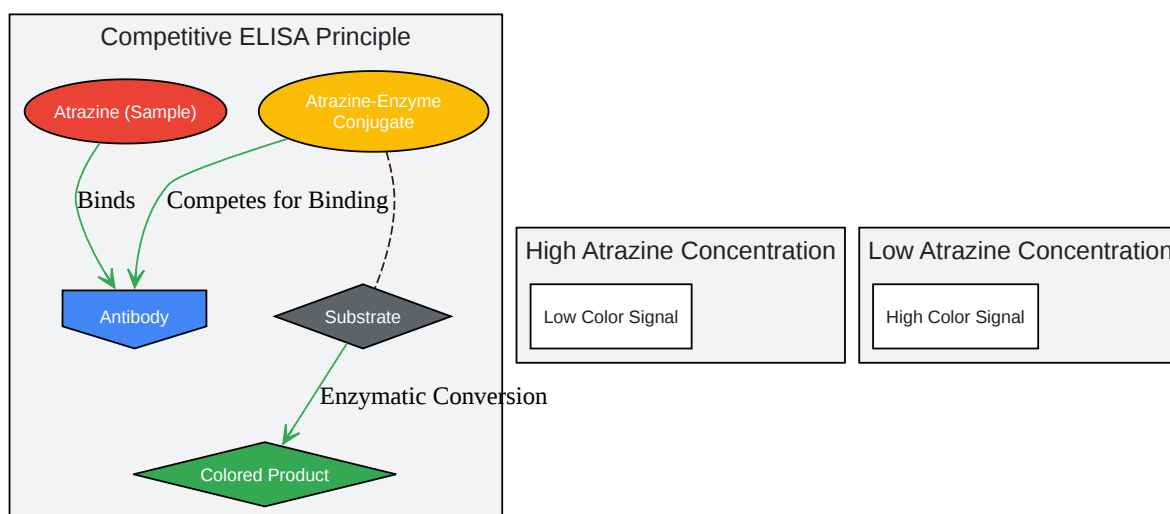 Competitive ELISA Principle
Atrazine (Sample)
Atrazine-Enzyme
Conjugate
Binds
Competes for Binding
Antibody
Substrate
Enzymatic Conversion
Colored Product
High Atrazine Concentration
Low Color Signal
Low Atrazine Concentration
High Color Signal